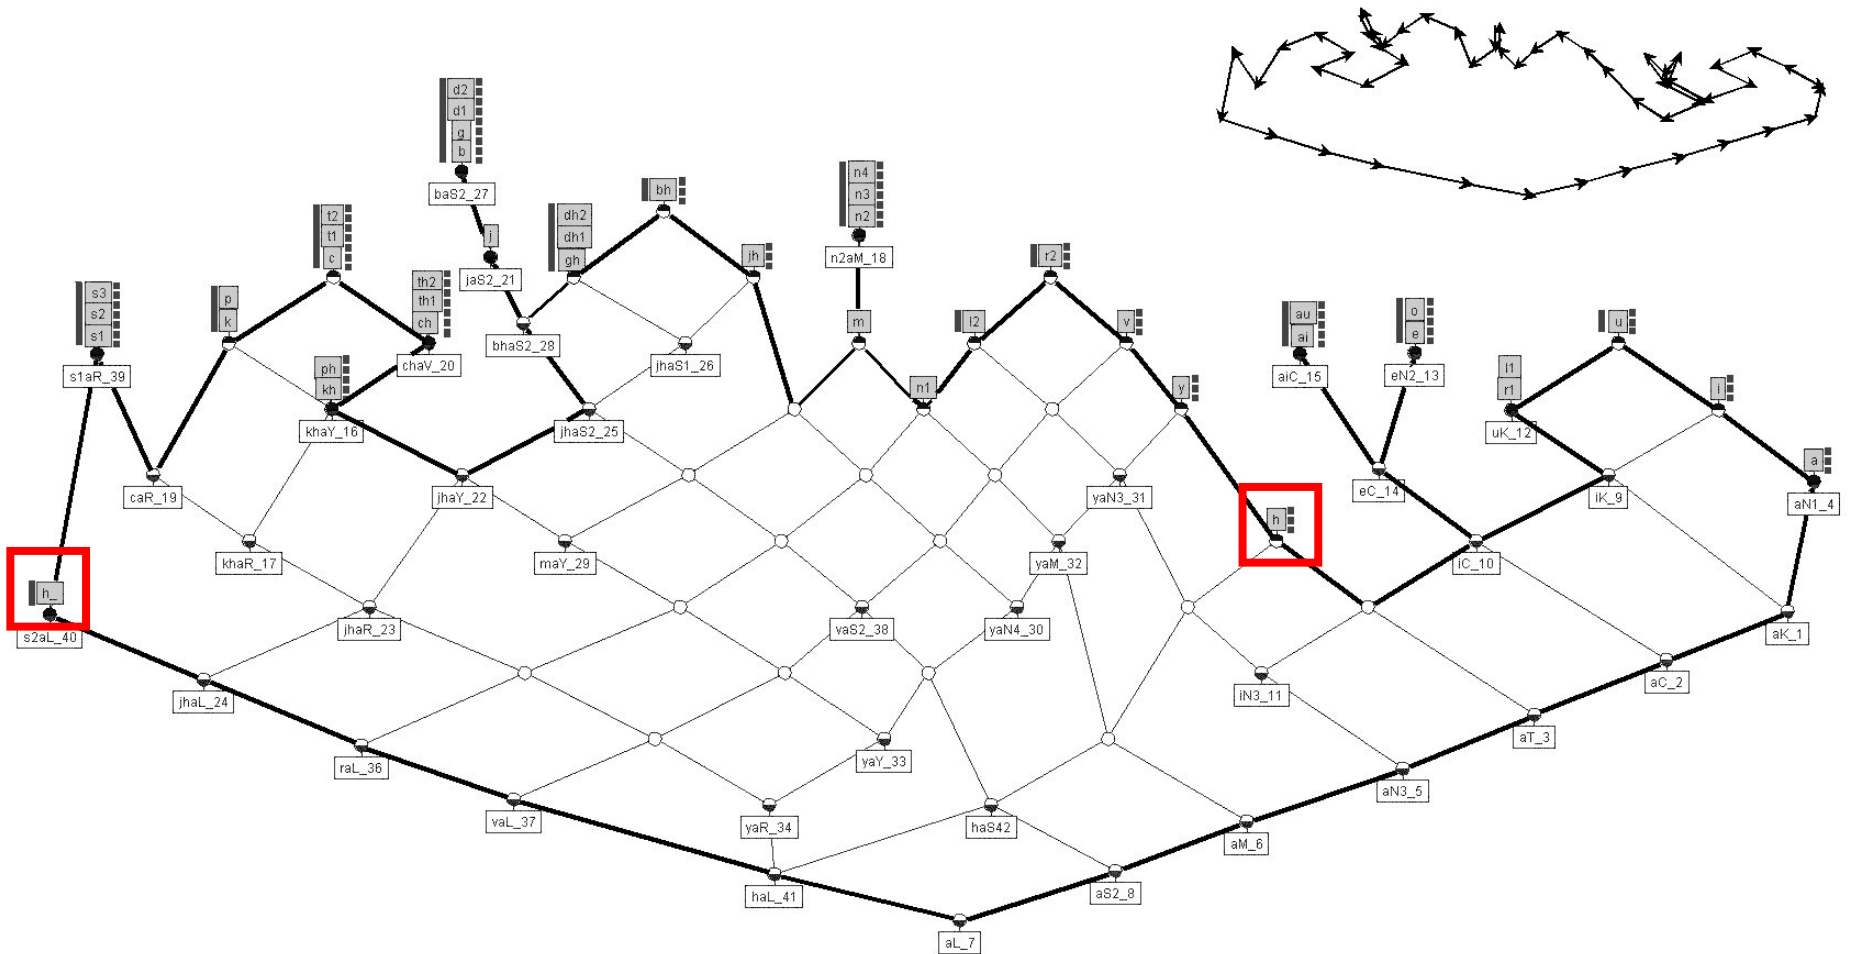 d2
d1
g
b
baS2_27
n4
n3
n2
n2aM_18
bh
t2
t1
c
dh2
dh1
gh
j
jaS2_21
jh
r2
th2
th1
ch
chaV_20
s3
s2
s1
s1aR_39
p
k
bhaS2_28
jhaS1_26
m
l2
v
au
ai
aiC_15
o
e
eN2_13
u
ph
kh
khaY_16
jhaS2_25
n1
y
l1
r1
uK_12
i
a
aN1_4
caR_19
jhaY_22
yaN3_31
eC_14
iK_9
h
khaR_17
maY_29
yaM_32
iC_10
h_
s2aL_40
jhaR_23
vaS2_38
yaN4_30
aK_1
jhaL_24
iN3_11
aC_2
raL_36
yaY_33
aT_3
vaL_37
yaR_34
haS42
aN3_5
aM_6
haL_41
aS2_8
aL_7